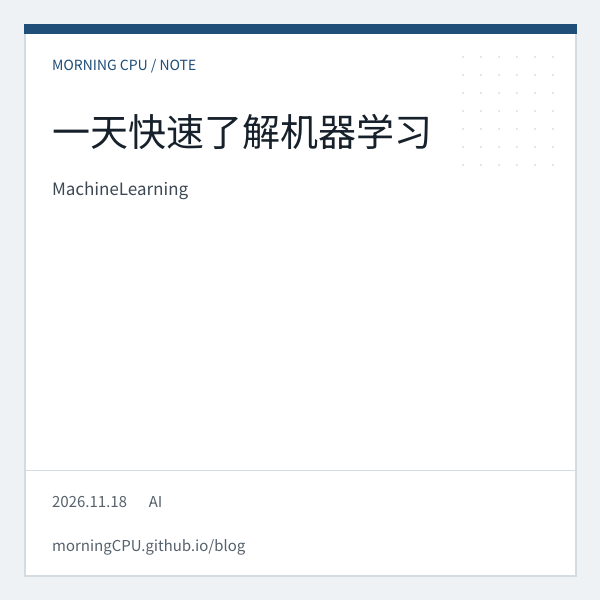 MORNING CPU / NOTE
一天快速了解机器学习
MachineLearning
2026.11.18 AI
morningCPU.github.io/blog